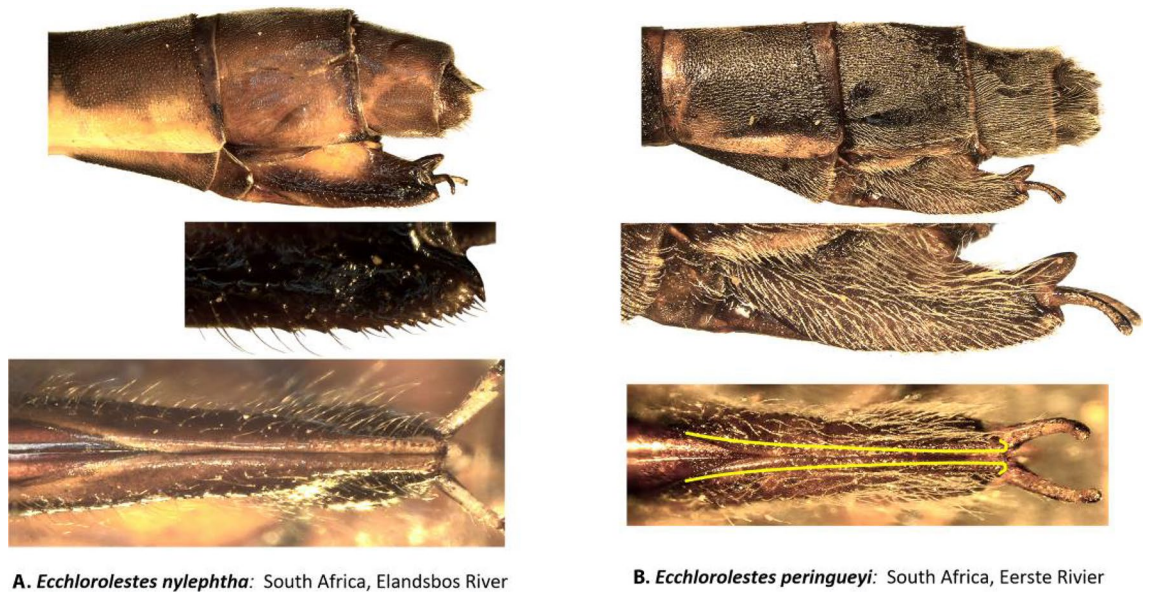 A. Ecchlorolestes nylephtha: South Africa, Elandsbos River
B. Ecchlorolestes peringueyi: South Africa, Eerste Rivier